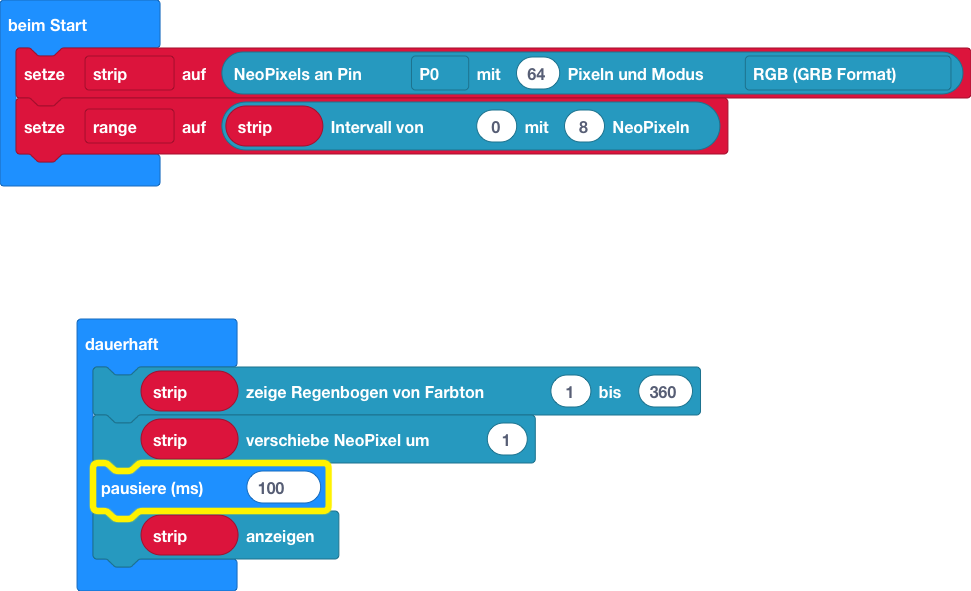 beim Start
setze strip auf NeoPixels an Pin P0 mit 64 Pixeln und Modus RGB (GRB Format)
setze range auf strip Intervall von 0 mit 8 NeoPixeln
dauerhaft
strip zeige Regenbogen von Farbton 1 bis 360
strip verschiebe NeoPixel um 1
pausiere (ms) 100
strip anzeigen